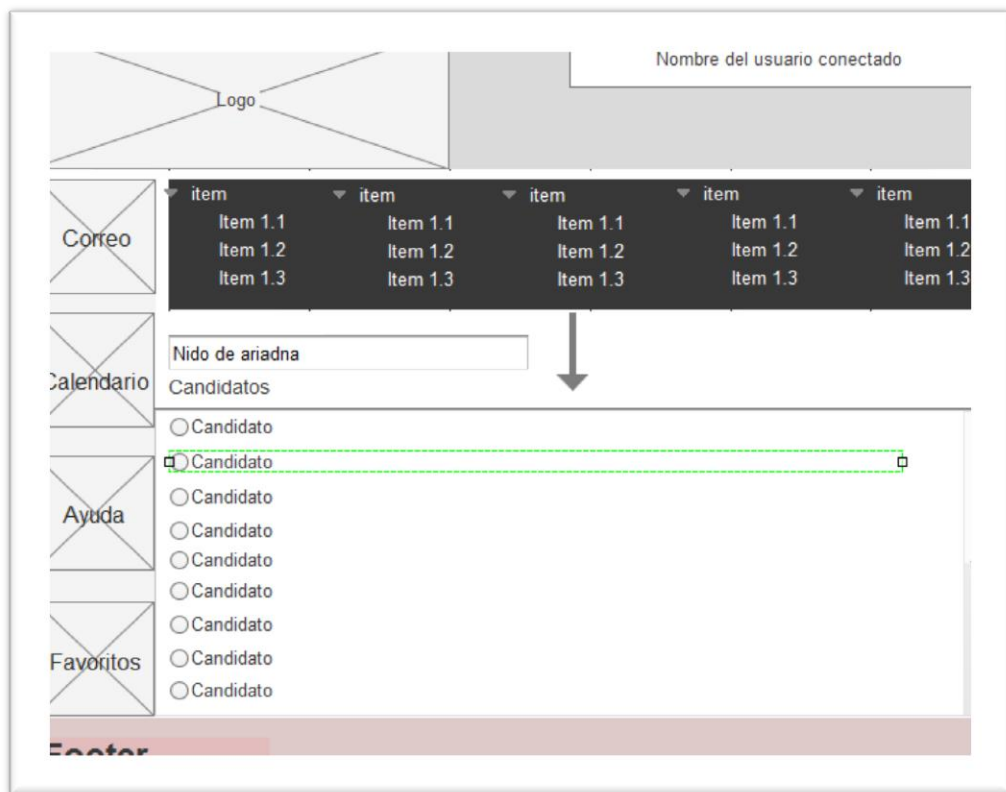 Nombre del usuario conectado
Logo
item item item item item
Item 1.1 Item 1.1 Item 1.1 Item 1.1 Item 1.1
Item 1.2 Item 1.2 Item 1.2 Item 1.2 Item 1.2
Item 1.3 Item 1.3 Item 1.3 Item 1.3 Item 1.3
Correo
Calendario
Ayuda
Favoritos
Nido de ariadna
Candidatos
Candidato
Candidato
Candidato
Candidato
Candidato
Candidato
Candidato
Candidato
Candidato
Footer